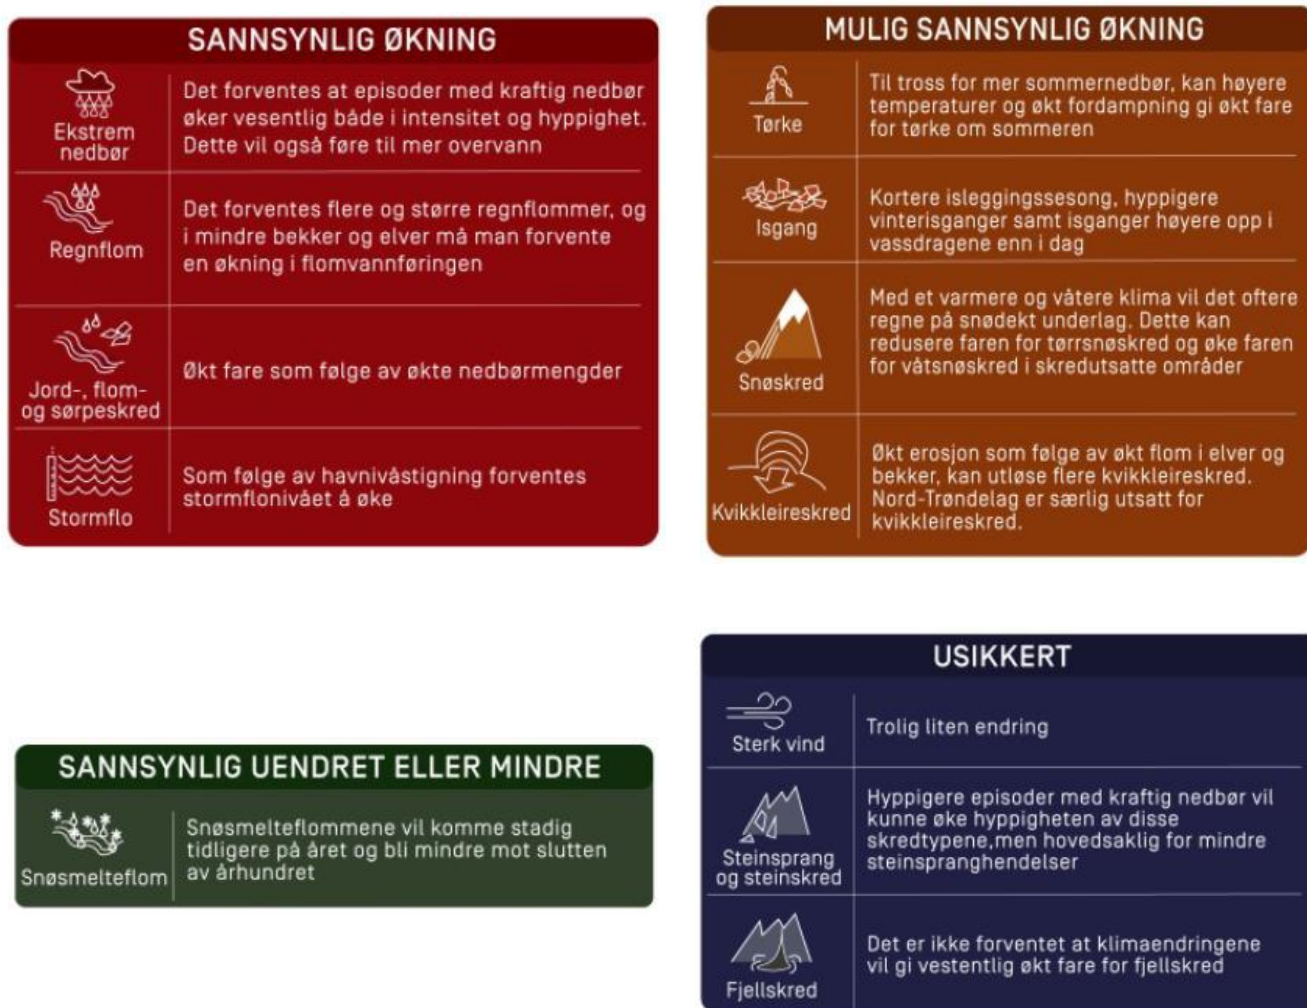 SANNSYNLIG ØKNING
Ekstrem
nedbør
Det forventes at episoder med kraftig nedbør
øker vesentlig både i intensitet og hyppighet.
Dette vil også føre til mer overvann
Regnflom
Det forventes flere og større regnflommer, og
i mindre bekker og elver må man forvente
en økning i flomvannføringen
Jord-, flom-
og sørpeskred
Økt fare som følge av økte nedbørmengder
Stormflo
Som følge av havnivåstigning forventes
stormflonivået å øke
MULIG SANNSYNLIG ØKNING
Tørke
Til tross for mer sommernedbør, kan høyere
temperaturer og økt fordampning gi økt fare
for tørke om sommeren
Isgang
Kortere isleggingssesong, hyppigere
vinterisganger samt isganger høyere opp i
vassdragene enn i dag
Snøskred
Med et varmere og våtere klima vil det oftere
regne på snødekt underlag. Dette kan
redusere faren for tørrsnøskred og øke faren
for våtsnøskred i skredutsatte områder
Kvikkleireskred
Økt erosjon som følge av økt flom i elver og
bekker, kan utløse flere kvikkleireskred.
Nord-Trøndelag er særlig utsatt for
kvikkleireskred.
SANNSYNLIG UENDRET ELLER MINDRE
Snøsmelteflom
Snøsmelteflommene vil komme stadig
tidligere på året og bli mindre mot slutten
av århundret
USIKKERT
Sterk vind
Trolig liten endring
Steinsprang
og steinskred
Hyppigere episoder med kraftig nedbør vil
kunne øke hyppigheten av disse
skredtypene,men hovedsaklig for mindre
steinspranghendelser
Fjellskred
Det er ikke forventet at klimaendringene
vil gi vestentlig økt fare for fjellskred